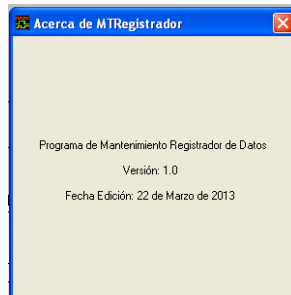 Acerca de MTRegistrador
Programa de Mantenimiento Registrador de Datos
Versión: 1.0
Fecha Edición: 22 de Marzo de 2013